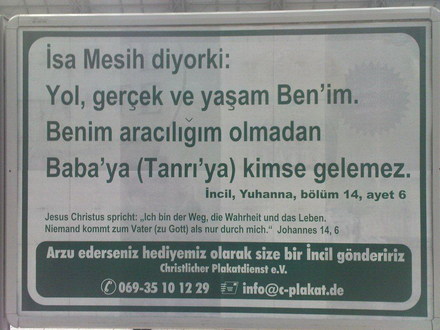 İsa Mesih diyorki:
Yol, gerçek ve yaşam Ben'im.
Benim aracılığım olmadan
Baba'ya (Tanrı'ya) kimse gelemez.
İncil, Yuhanna, bölüm 14, ayet 6
Jesus Christus spricht: „Ich bin der Weg, die Wahrheit und das Leben.
Niemand kommt zum Vater (zu Gott) als nur durch mich.“ Johannes 14, 6
Arzu ederseniz hediyemiz olarak size bir İncil göndeririz
Christlicher Plakatdienst e.V.
069-35 10 12 29 info@c-plakat.de